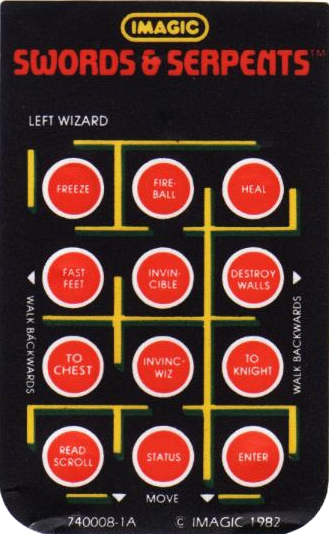 IMAGIC
SWORDS & SERPENTS™
LEFT WIZARD
FREEZE
FIRE-
BALL
HEAL
FAST
FEET
INVIN-
CIBLE
DESTROY
WALLS
WALK BACKWARDS
WALK BACKWARDS
TO
CHEST
INVINC-
WIZ
TO
KNIGHT
READ
SCROLL
STATUS
ENTER
MOVE
740008-1A © IMAGIC 1982